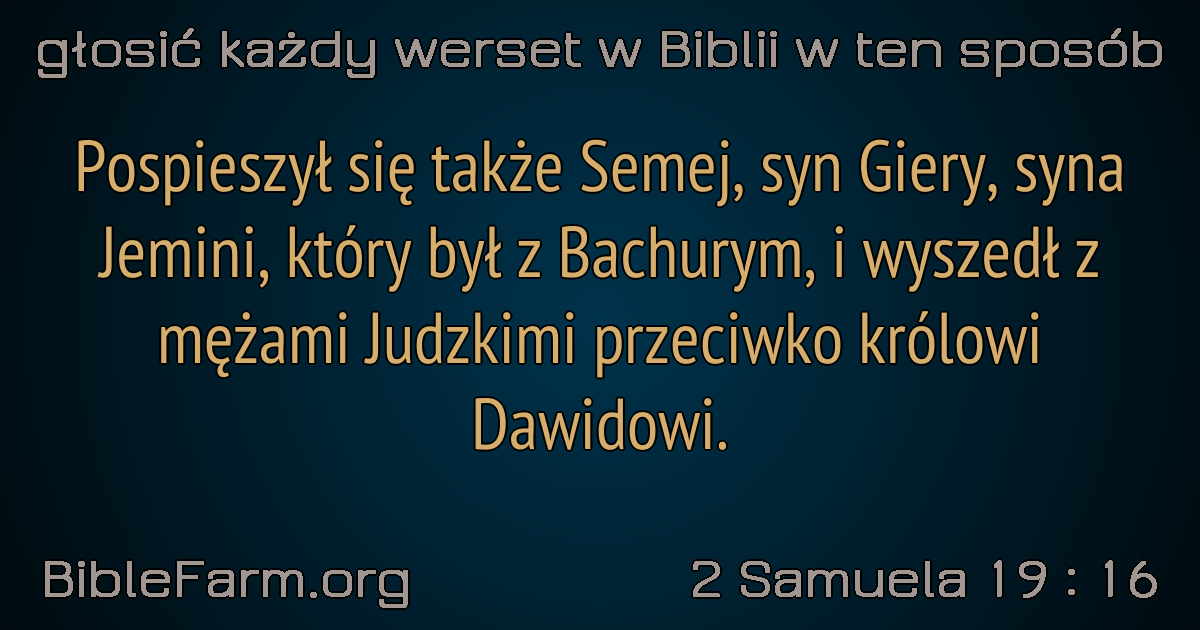 głosić każdy werset w Biblii w ten sposób
Pospieszył się także Semej, syn Giery, syna
Jemini, który był z Bachurym, i wyszedł z
mężami Judzkimi przeciwko królowi
Dawidowi.
BibleFarm.org
2 Samuela 19 : 16